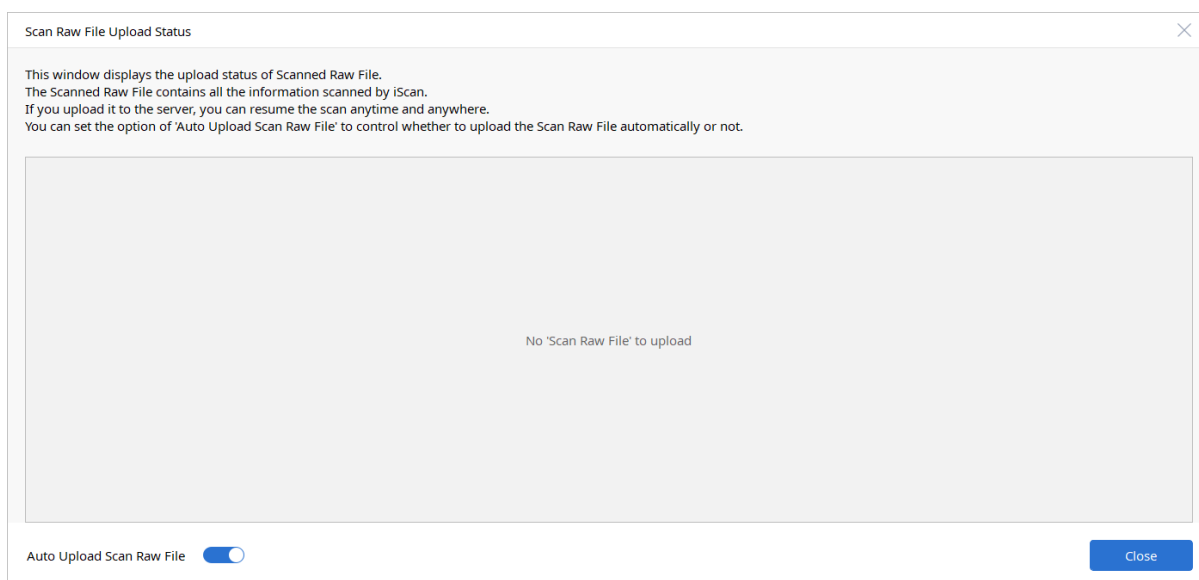 Scan Raw File Upload Status
This window displays the upload status of Scanned Raw File.
The Scanned Raw File contains all the information scanned by iScan.
If you upload it to the server, you can resume the scan anytime and anywhere.
You can set the option of 'Auto Upload Scan Raw File' to control whether to upload the Scan Raw File automatically or not.
No 'Scan Raw File' to upload
Auto Upload Scan Raw File
Close